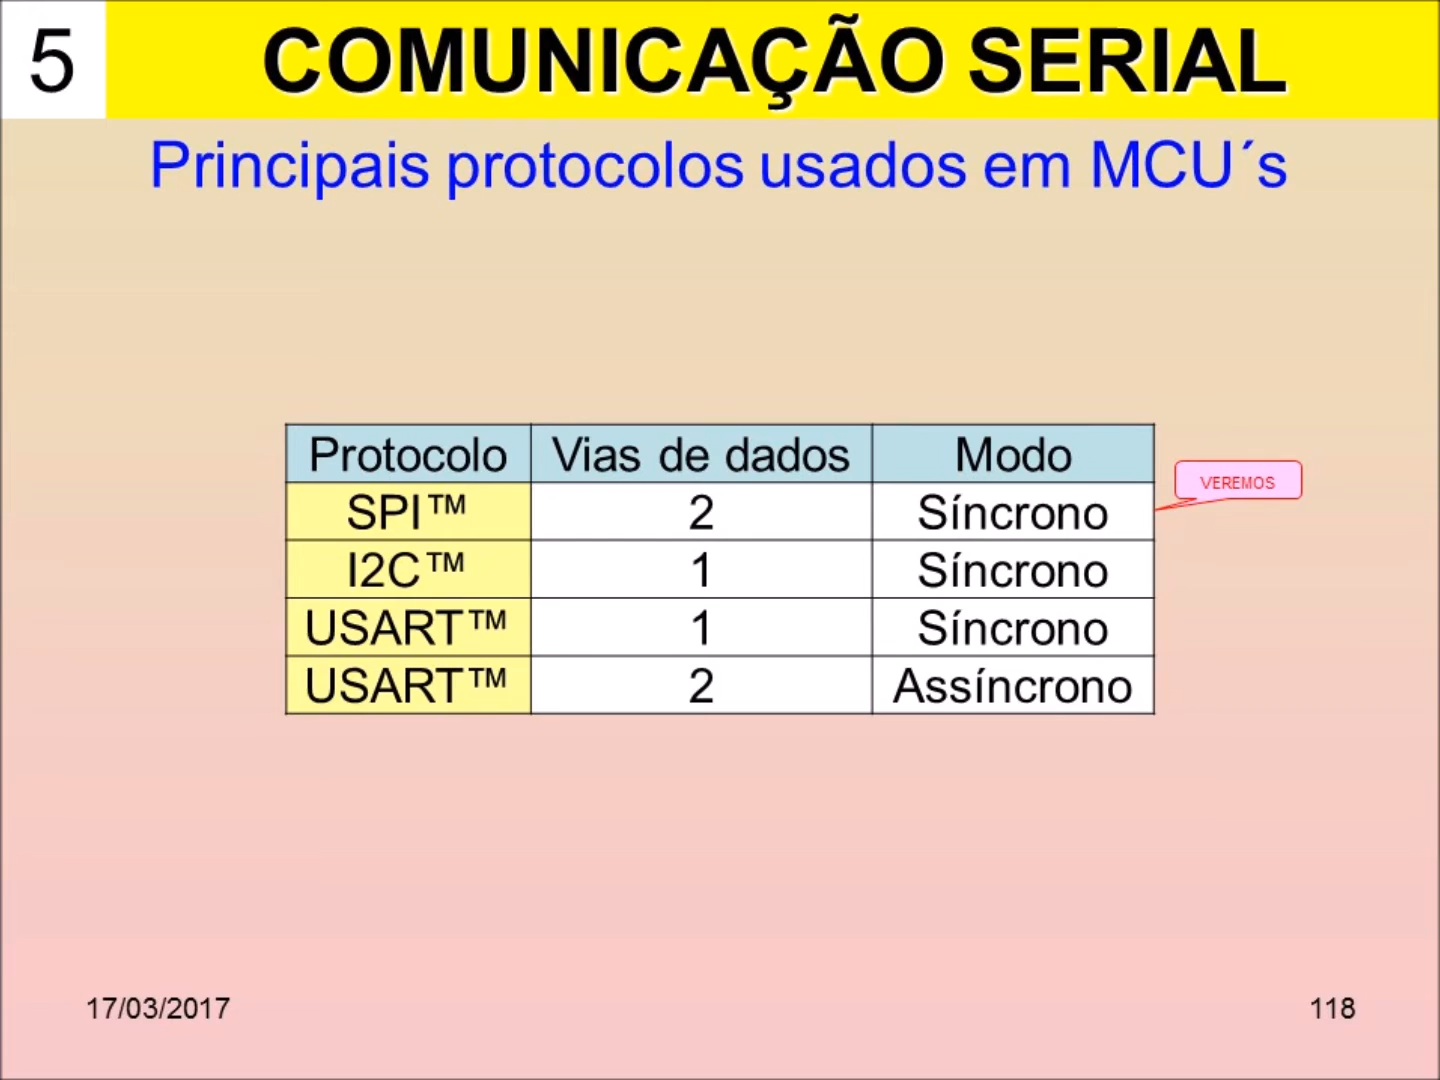 5
COMUNICAÇÃO SERIAL
Principais protocolos usados em MCU´s
Protocolo Vias de dados Modo
VEREMOS
SPI™ 2 Síncrono
I2C™ 1 Síncrono
USART™ 1 Síncrono
USART™ 2 Assíncrono
17/03/2017 118